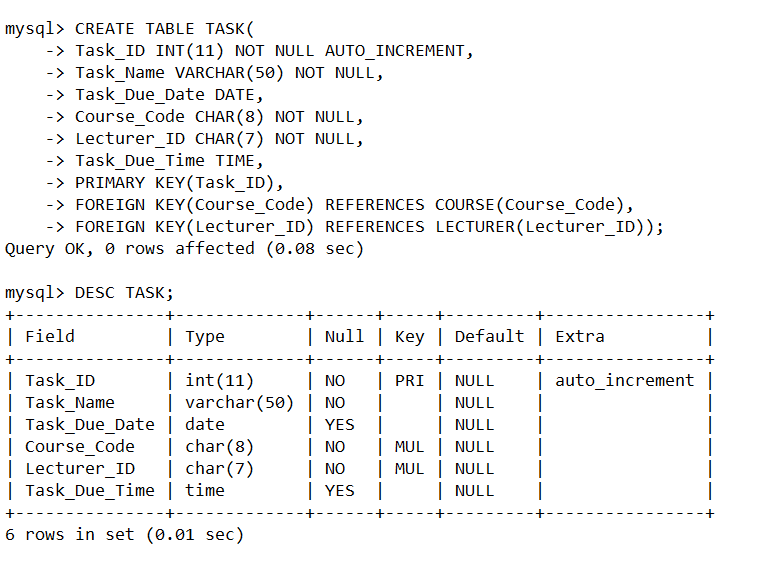 mysql> CREATE TABLE TASK(
    -> Task_ID INT(11) NOT NULL AUTO_INCREMENT,
    -> Task_Name VARCHAR(50) NOT NULL,
    -> Task_Due_Date DATE,
    -> Course_Code CHAR(8) NOT NULL,
    -> Lecturer_ID CHAR(7) NOT NULL,
    -> Task_Due_Time TIME,
    -> PRIMARY KEY(Task_ID),
    -> FOREIGN KEY(Course_Code) REFERENCES COURSE(Course_Code),
    -> FOREIGN KEY(Lecturer_ID) REFERENCES LECTURER(Lecturer_ID));
Query OK, 0 rows affected (0.08 sec)

mysql> DESC TASK;
+---------------+-------------+------+-----+---------+----------------+
| Field         | Type        | Null | Key | Default | Extra          |
+---------------+-------------+------+-----+---------+----------------+
| Task_ID       | int(11)     | NO   | PRI | NULL    | auto_increment |
| Task_Name     | varchar(50) | NO   |     | NULL    |                |
| Task_Due_Date | date        | YES  |     | NULL    |                |
| Course_Code   | char(8)     | NO   | MUL | NULL    |                |
| Lecturer_ID   | char(7)     | NO   | MUL | NULL    |                |
| Task_Due_Time | time        | YES  |     | NULL    |                |
+---------------+-------------+------+-----+---------+----------------+
6 rows in set (0.01 sec)